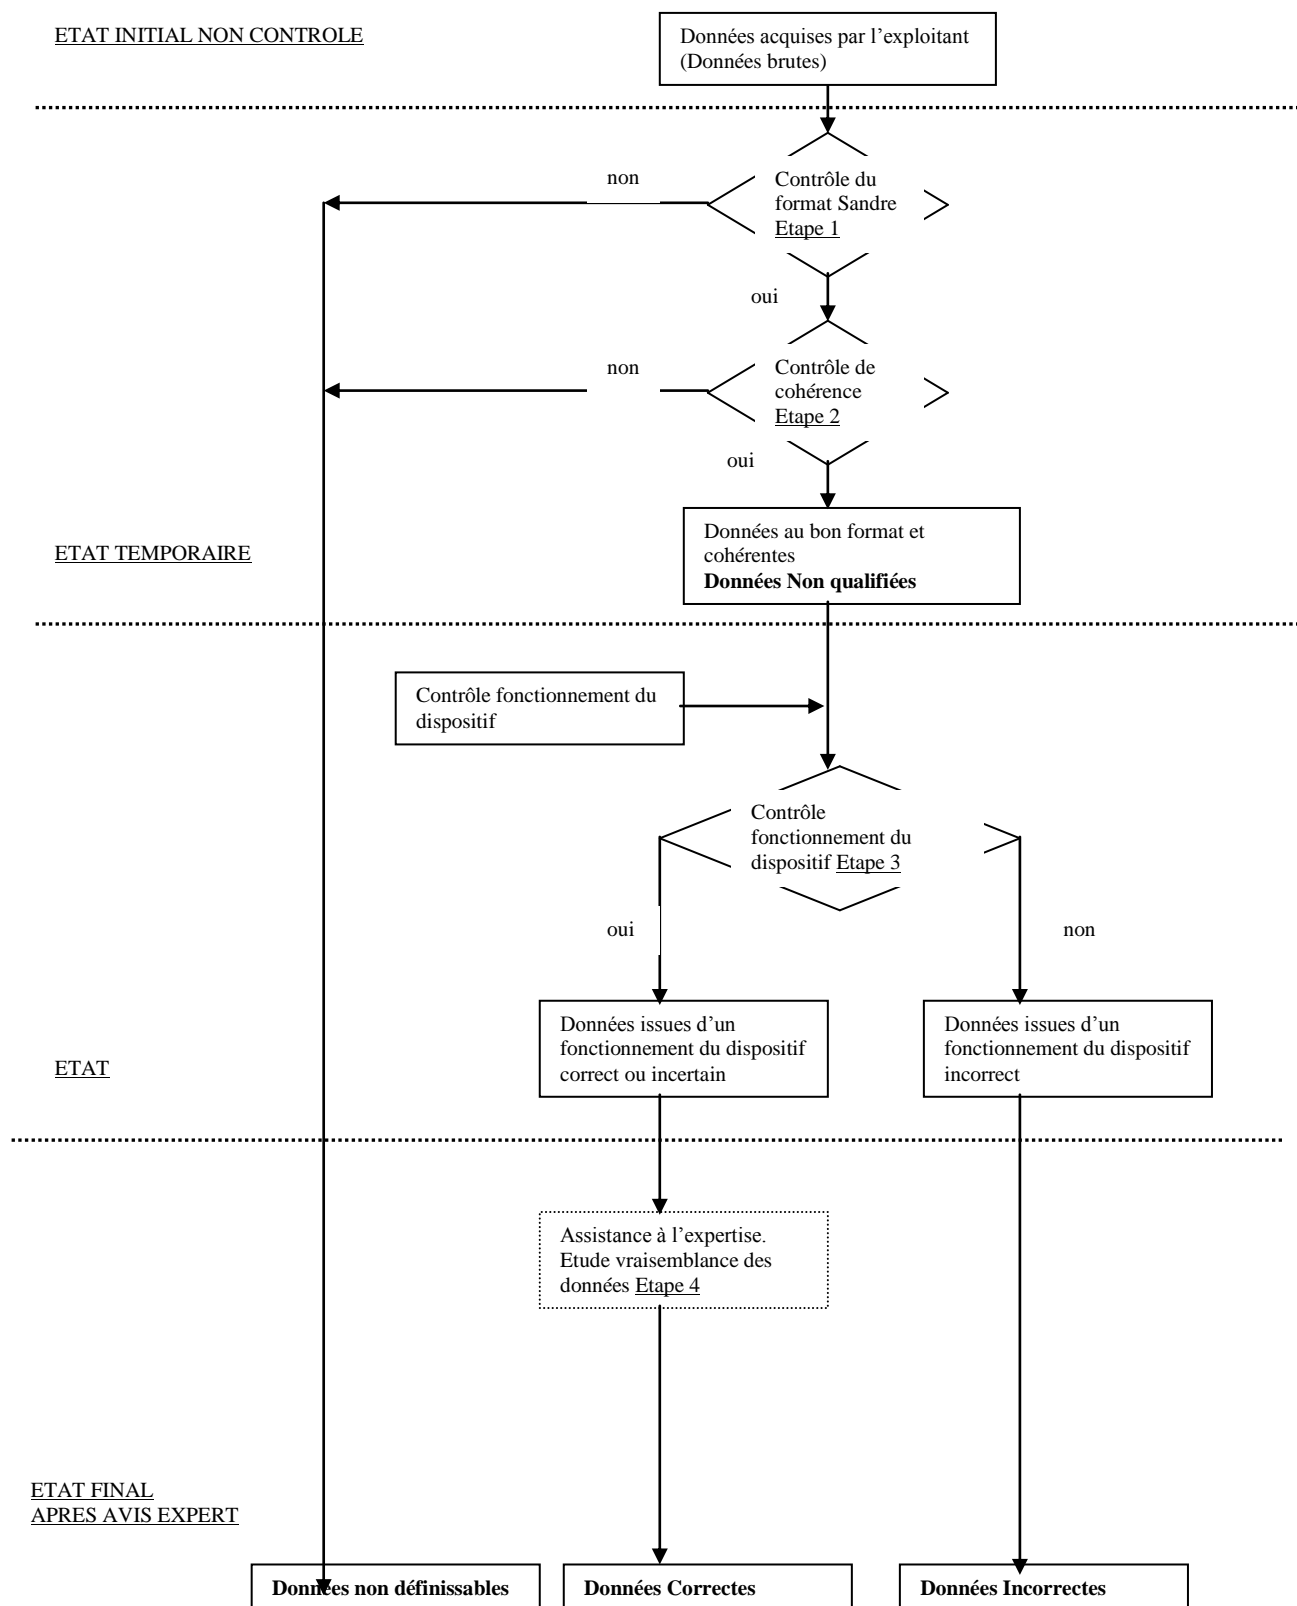 ETAT INITIAL NON CONTROLE
Données acquises par l’exploitant
(Données brutes)
non
Contrôle du
format Sandre
Etape 1
oui
non
Contrôle de
cohérence
Etape 2
oui
Données au bon format et
cohérentes
Données Non qualifiées
ETAT TEMPORAIRE
Contrôle fonctionnement du
dispositif
Contrôle
fonctionnement du
dispositif Etape 3
oui
non
Données issues d’un
fonctionnement du dispositif
correct ou incertain
Données issues d’un
fonctionnement du dispositif
incorrect
ETAT
Assistance à l’expertise.
Etude vraisemblance des
données Etape 4
ETAT FINAL
APRES AVIS EXPERT
Données non définissables
Données Correctes
Données Incorrectes